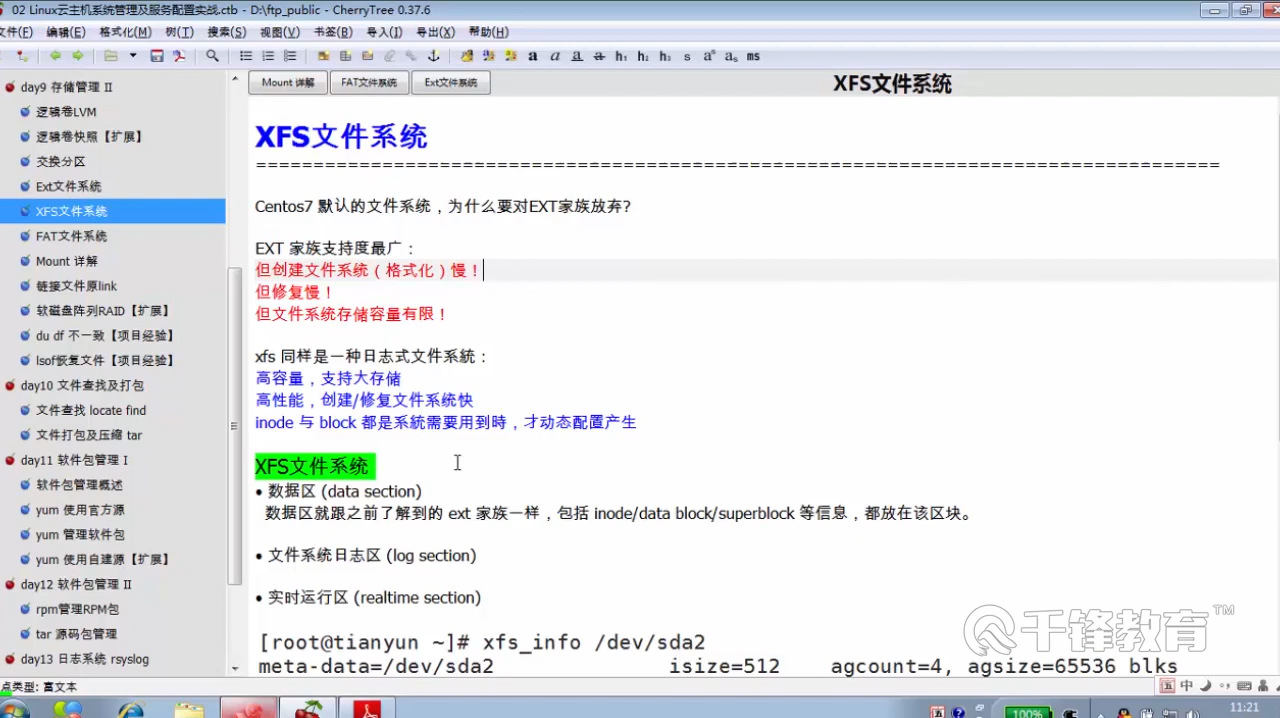 02 Linux云主机系统管理及服务配置实战.ctb - D:\ftp_public - CherryTree 0.37.6
文件(F) 编辑(E) 格式化(M) 树(T) 搜索(S) 视图(V) 书签(B) 导入(I) 导出(X) 帮助(H)
a a a a h₁ h₂ h₃ s aˢ aₛ ms
day9 存储管理 II
逻辑卷LVM
逻辑卷快照【扩展】
交换分区
Ext文件系统
XFS文件系统
FAT文件系统
Mount 详解
链接文件原link
软磁盘阵列RAID【扩展】
du df 不一致【项目经验】
lsof恢复文件【项目经验】
day10 文件查找及打包
文件查找 locate find
文件打包及压缩 tar
day11 软件包管理 I
软件包管理概述
yum 使用官方源
yum 管理软件包
yum 使用自建源【扩展】
day12 软件包管理 II
rpm管理RPM包
tar 源码包管理
day13 日志系统 rsyslog
Mount 详解 FAT文件系统 Ext文件系统
XFS文件系统
XFS文件系统
=====================================================================================
Centos7 默认的文件系统，为什么要对EXT家族放弃?
EXT 家族支持度最广：
但创建文件系统（格式化）慢！
但修复慢！
但文件系统存储容量有限！
xfs 同样是一种日志式文件系统：
高容量，支持大存储
高性能，创建/修复文件系统快
inode 与 block 都是系統需要用到時，才动态配置产生
XFS文件系统
• 数据区 (data section)
数据区就跟之前了解到的 ext 家族一样，包括 inode/data block/superblock 等信息，都放在该区块。
• 文件系统日志区 (log section)
• 实时运行区 (realtime section)
[root@tianyun ~]# xfs_info /dev/sda2
meta-data=/dev/sda2 isize=512 agcount=4, agsize=65536 blks
千锋教育™
点类型: 富文本
五 中
100%
11:21